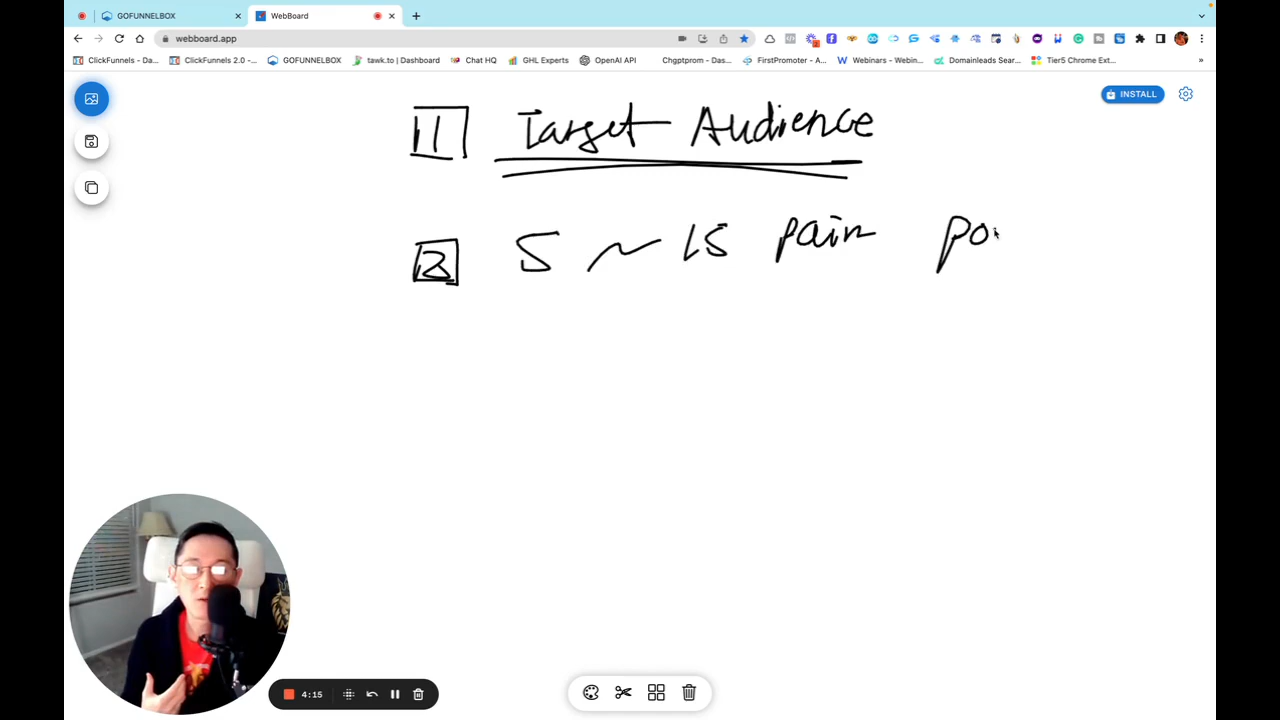 GOFUNNELBOX
WebBoard
webboard.app
ClickFunnels - Da...
ClickFunnels 2.0 -...
GOFUNNELBOX
tawk.to | Dashboard
Chat HQ
GHL Experts
OpenAI API
Chgptprom - Das...
FirstPromoter - A...
Webinars - Webin...
Domainleads Sear...
Tier5 Chrome Ext...
»
INSTALL
1 Target Audience
2 5 ~ 15 pain po
4:15